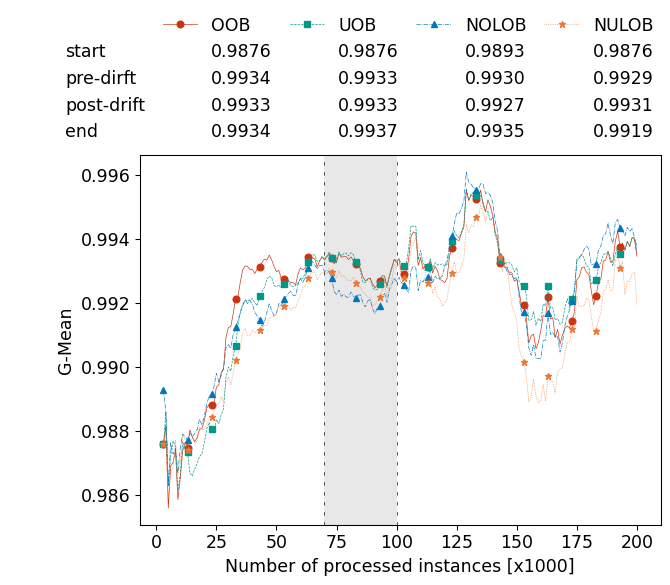 OOB UOB NOLOB NULOB
start 0.9876 0.9876 0.9893 0.9876
pre-dirft 0.9934 0.9933 0.9930 0.9929
post-drift 0.9933 0.9933 0.9927 0.9931
end 0.9934 0.9937 0.9935 0.9919
0.996
0.994
0.992
0.990
0.988
0.986
G-Mean
0 25 50 75 100 125 150 175 200
Number of processed instances [x1000]